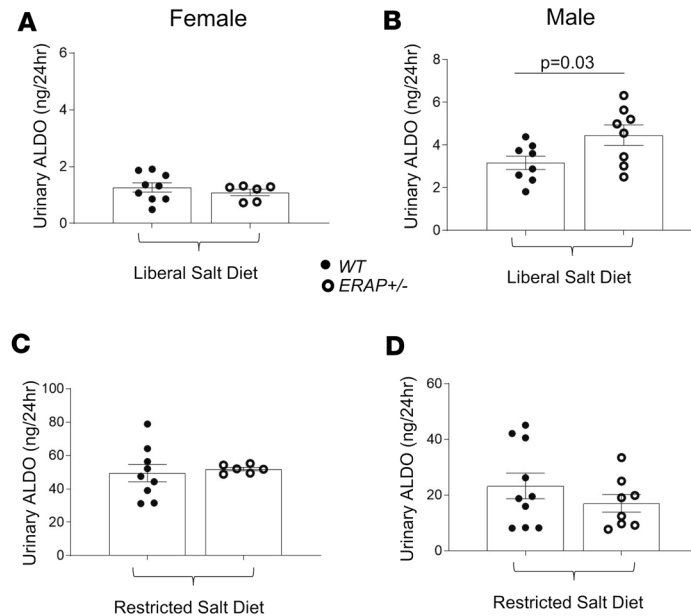 A
Female
Urinary ALDO (ng/24hr)
6
4
2
0
Liberal Salt Diet
B
Male
Urinary ALDO (ng/24hr)
8
6
4
2
0
p=0.03
Liberal Salt Diet
WT
ERAP+/-
C
Urinary ALDO (ng/24hr)
100
80
60
40
20
0
Restricted Salt Diet
D
Urinary ALDO (ng/24hr)
60
40
20
0
Restricted Salt Diet